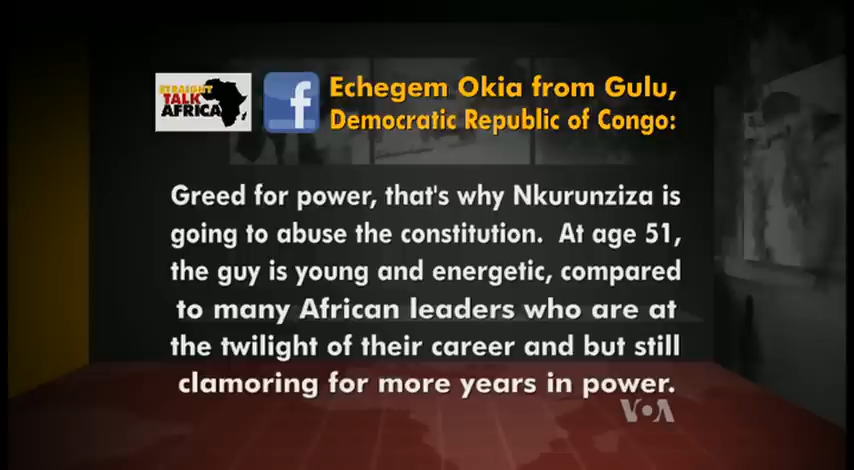 STRAIGHT
TALK
AFRICA
f
Echegem Okia from Gulu,
Democratic Republic of Congo:
Greed for power, that's why Nkurunziza is
going to abuse the constitution. At age 51,
the guy is young and energetic, compared
to many African leaders who are at
the twilight of their career and but still
clamoring for more years in power.
VOA